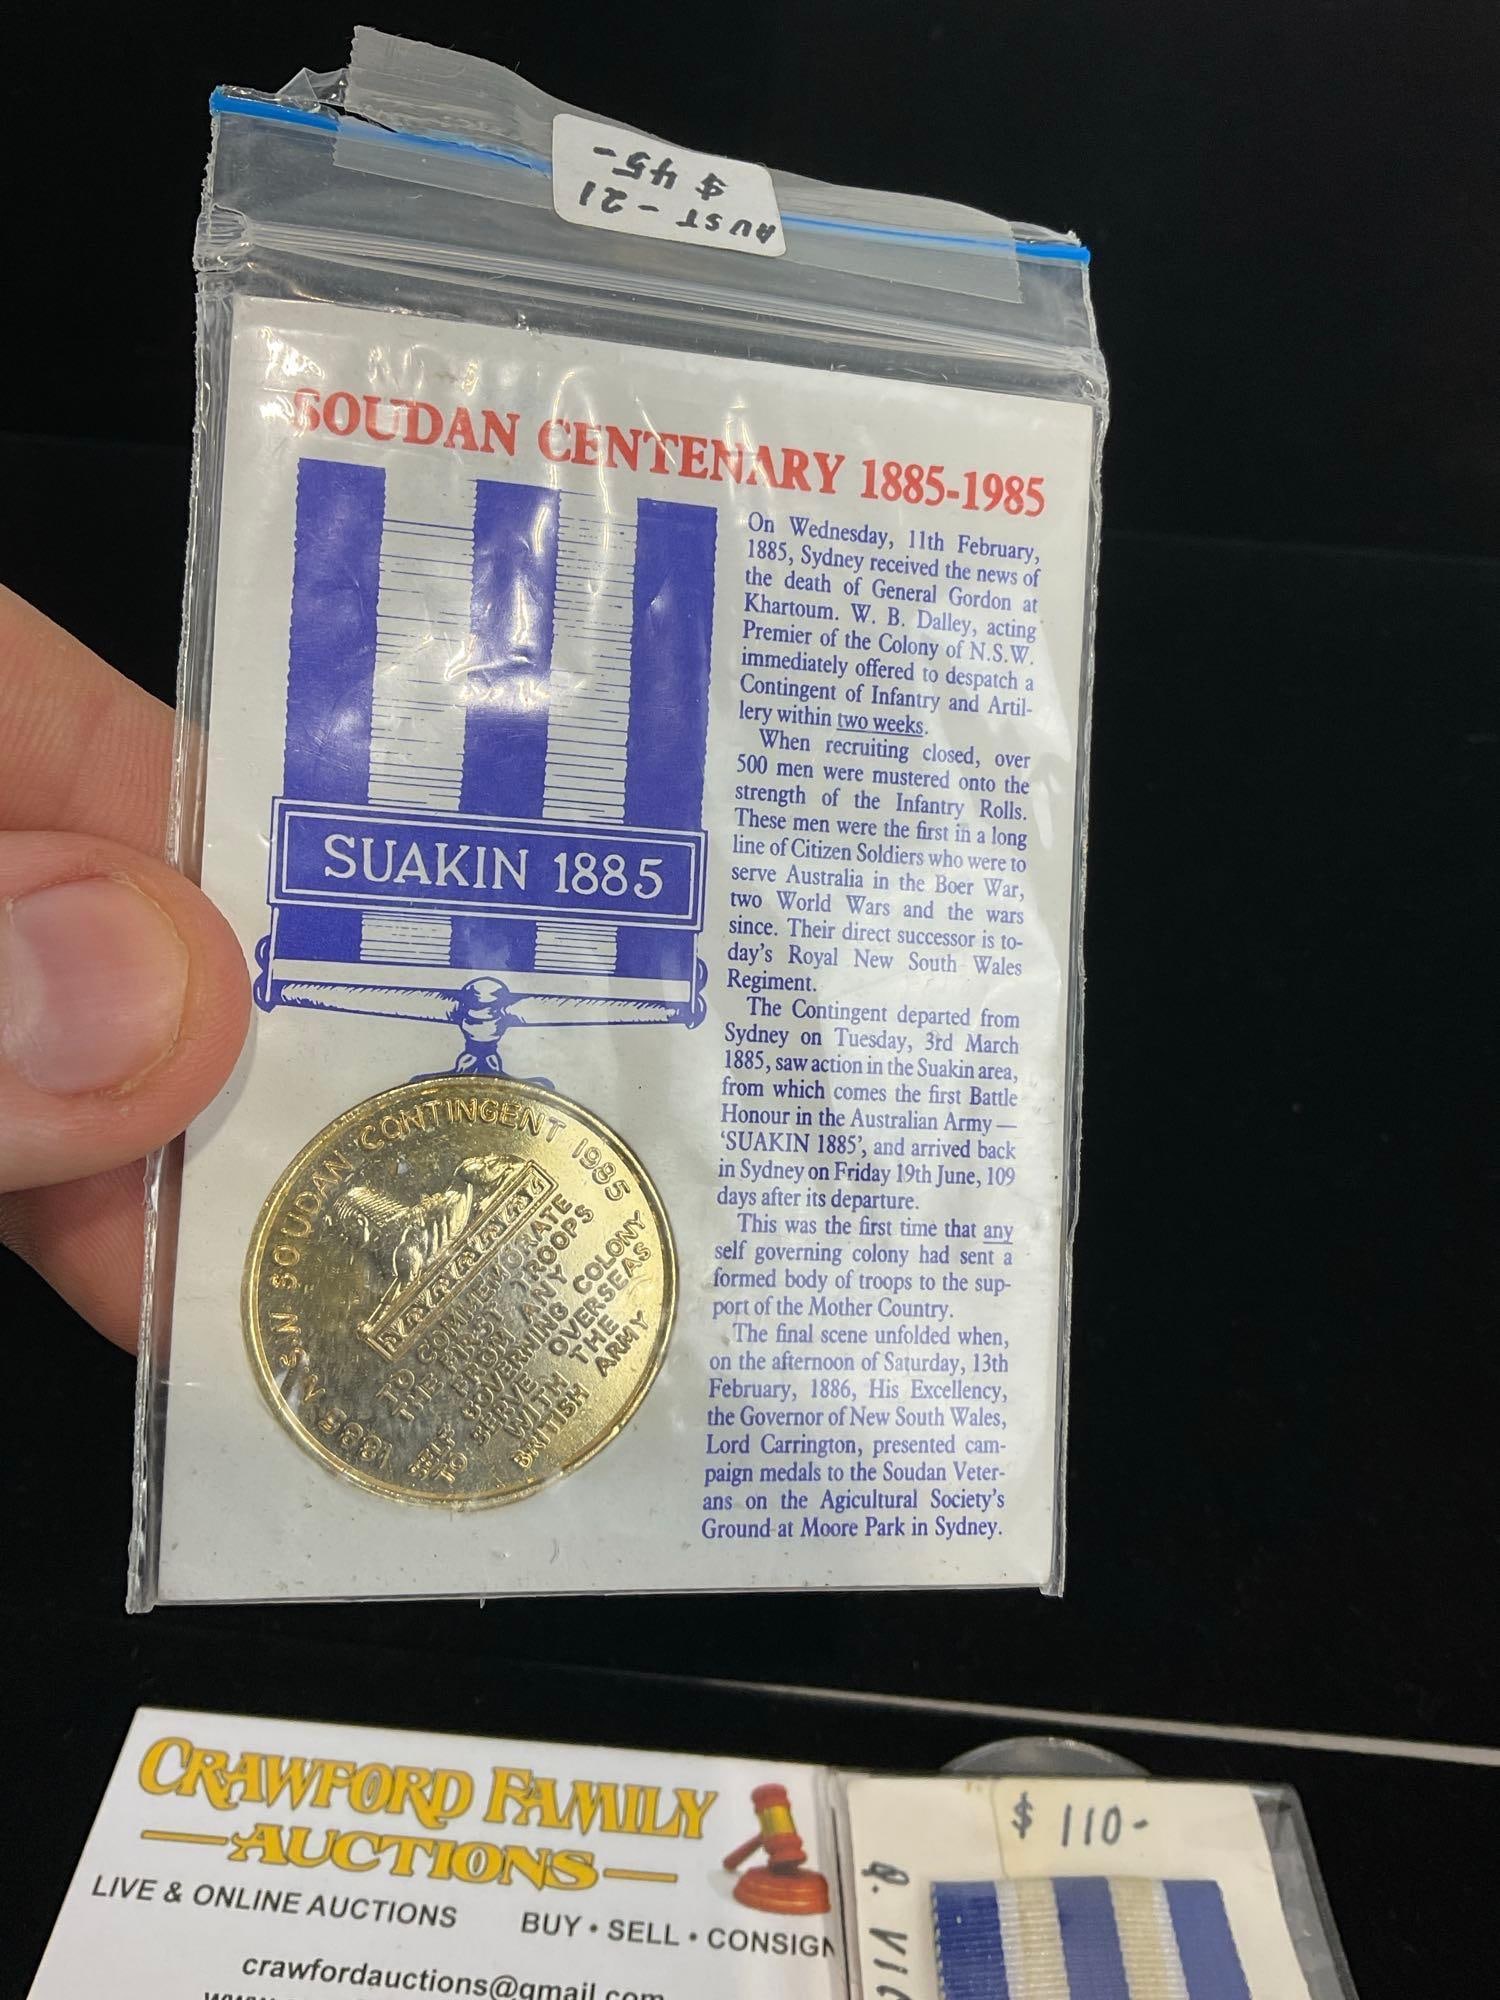 AUST - 21
$ 45-
SOUDAN CENTENARY 1885-1985
SUAKIN 1885
On Wednesday, 11th February,
1885, Sydney received the news of
the death of General Gordon at
Khartoum. W. B. Dalley, acting
Premier of the Colony of N.S.W.
immediately offered to despatch a
Contingent of Infantry and Artil-
lery within two weeks.
When recruiting closed, over
500 men were mustered onto the
strength of the Infantry Rolls.
These men were the first in a long
line of Citizen Soldiers who were to
serve Australia in the Boer War,
two World Wars and the wars
since. Their direct successor is to-
day's Royal New South Wales
Regiment.
The Contingent departed from
Sydney on Tuesday, 3rd March
1885, saw action in the Suakin area,
from which comes the first Battle
Honour in the Australian Army —
'SUAKIN 1885', and arrived back
in Sydney on Friday 19th June, 109
days after its departure.
This was the first time that any
self governing colony had sent a
formed body of troops to the sup-
port of the Mother Country.
The final scene unfolded when,
on the afternoon of Saturday, 13th
February, 1886, His Excellency,
the Governor of New South Wales,
Lord Carrington, presented cam-
paign medals to the Soudan Veter-
ans on the Agicultural Society's
Ground at Moore Park in Sydney.
1885 N.S.W SOUDAN CONTINGENT 1985
TO COMMEMORATE
THE FIRST TROOPS
FROM ANY
SELF GOVERNING COLONY
TO SERVE OVERSEAS
WITH THE
BRITISH ARMY
CRAWFORD FAMILY
AUCTIONS
LIVE & ONLINE AUCTIONS
BUY • SELL • CONSIGN
crawfordauctions@gmail.com
$ 110-